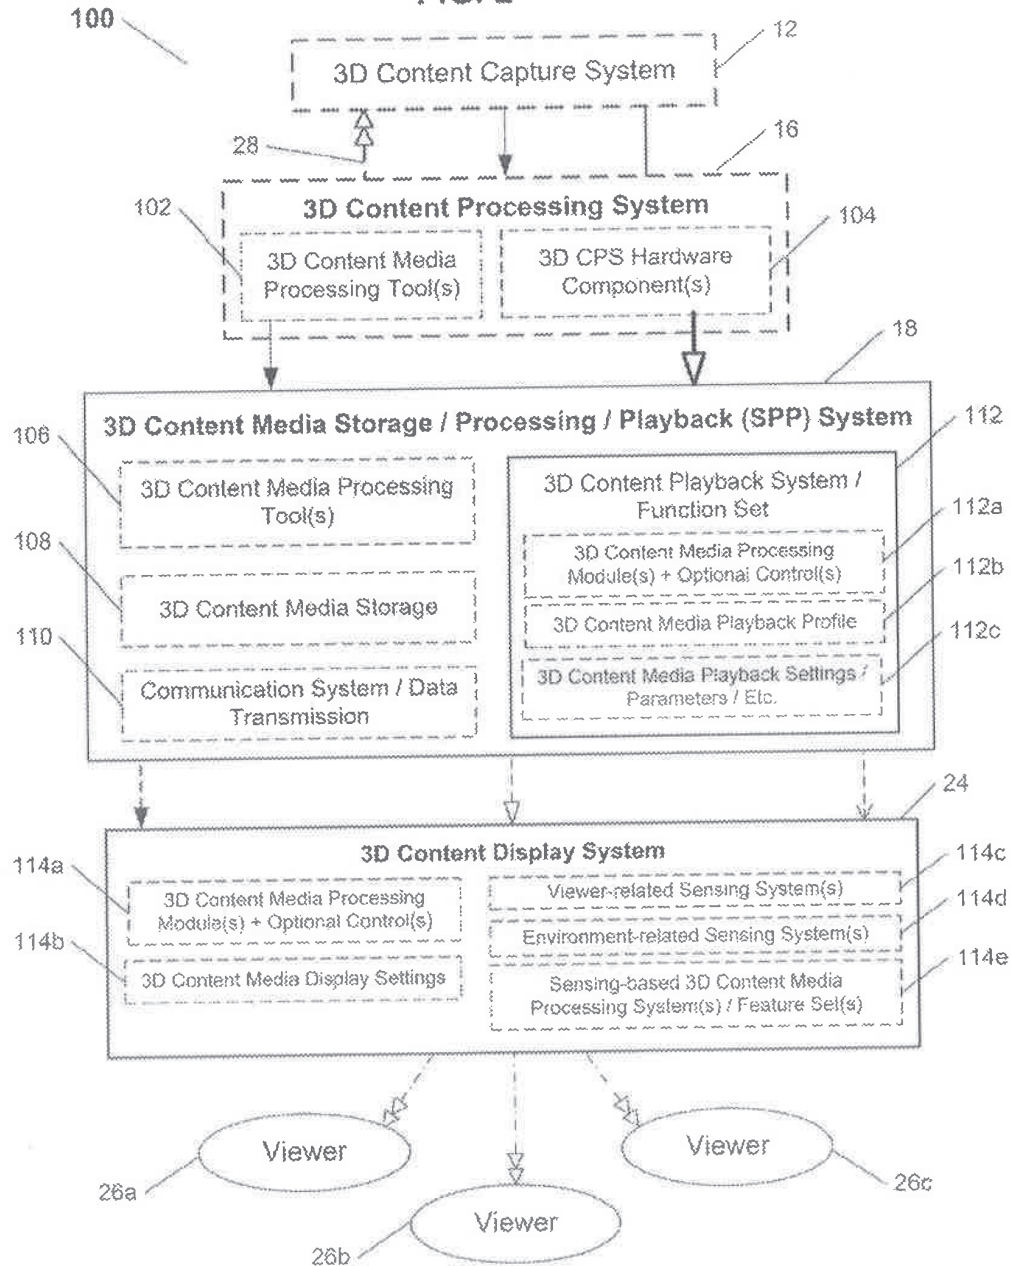 100
12
3D Content Capture System
28
16
102
3D Content Processing System
104
3D Content Media
Processing Tool(s)
3D CPS Hardware
Component(s)
18
3D Content Media Storage / Processing / Playback (SPP) System
106
112
3D Content Media Processing
Tool(s)
3D Content Playback System /
Function Set
112a
108
3D Content Media Processing
Module(s) + Optional Control(s)
112b
3D Content Media Storage
3D Content Media Playback Profile
110
112c
Communication System / Data
Transmission
3D Content Media Playback Settings /
Parameters / Etc.
24
3D Content Display System
114a
114c
3D Content Media Processing
Module(s) + Optional Control(s)
Viewer-related Sensing System(s)
114d
114b
Environment-related Sensing System(s)
114e
3D Content Media Display Settings
Sensing-based 3D Content Media
Processing System(s) / Feature Set(s)
Viewer
Viewer
26a
26c
Viewer
26b